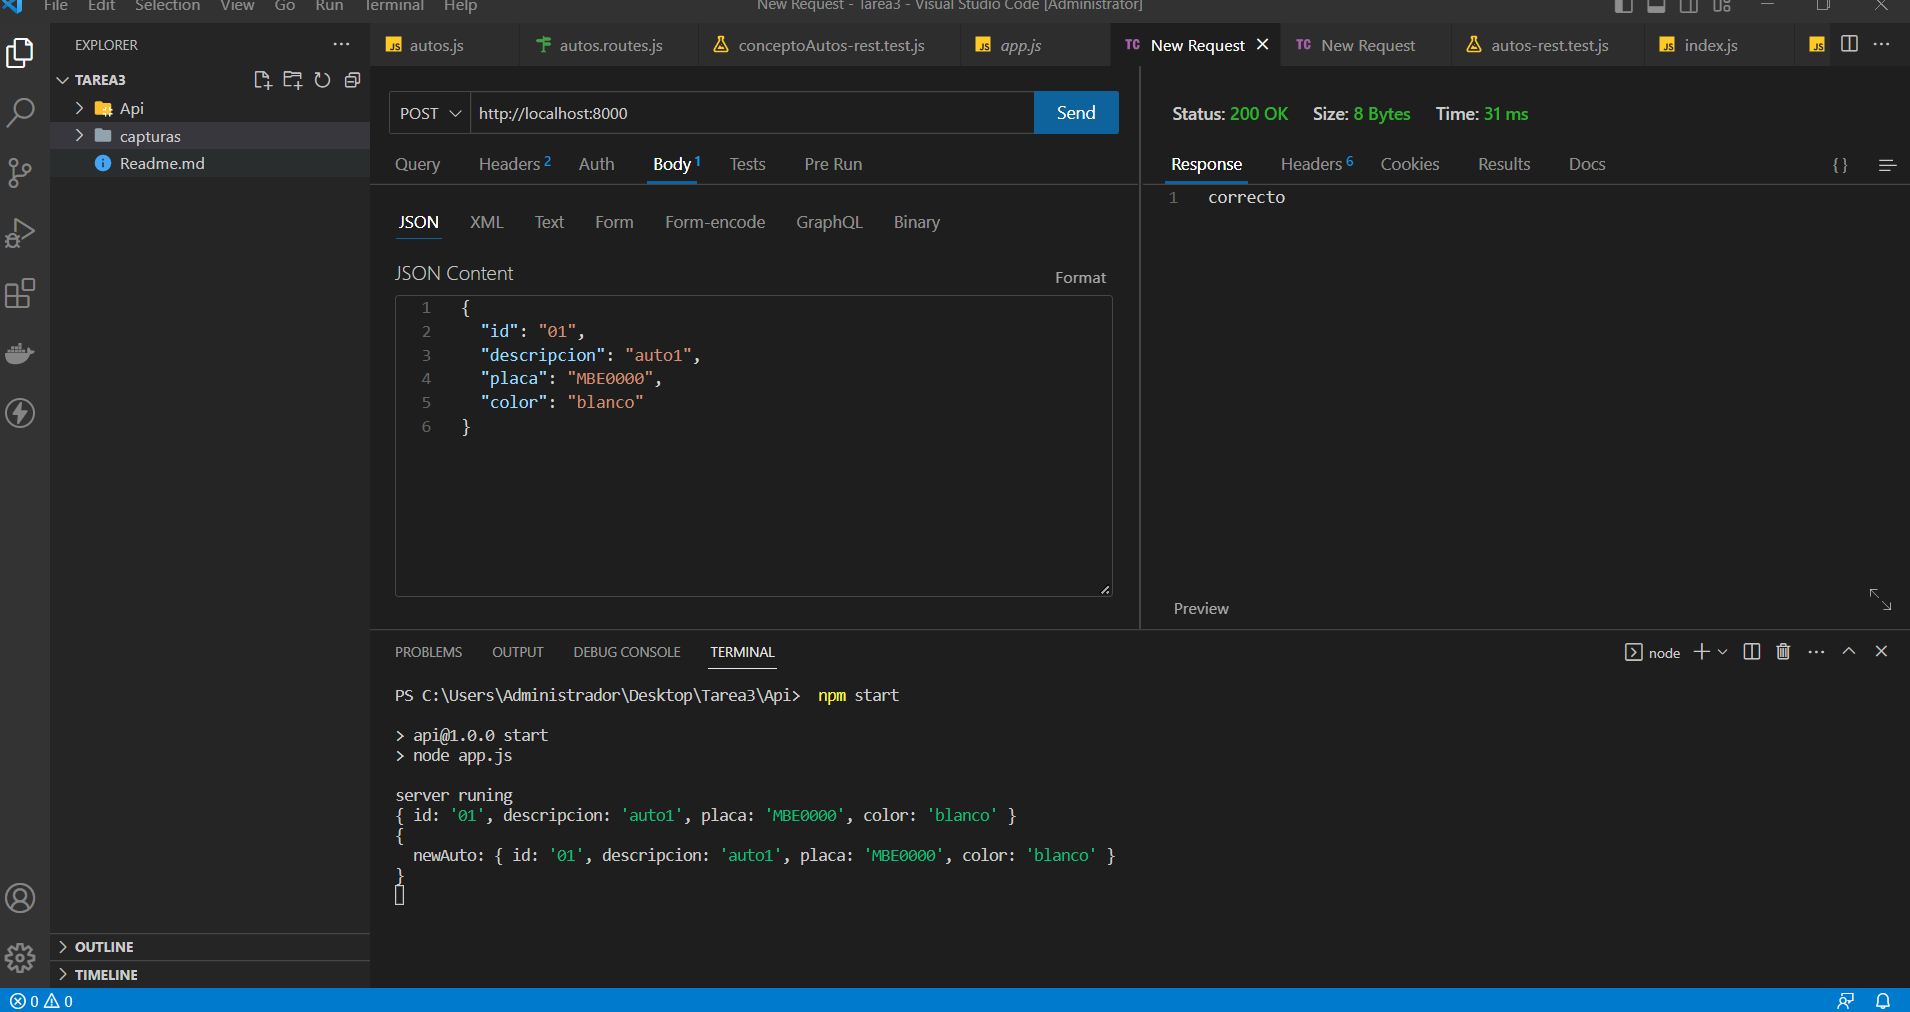 File Edit Selection View Go Run Terminal Help
New Request - Tarea3 - Visual Studio Code [Administrator]
EXPLORER
TAREA3
Api
capturas
Readme.md
OUTLINE
TIMELINE
JS autos.js
autos.routes.js
conceptoAutos-rest.test.js
JS app.js
TC New Request
TC New Request
autos-rest.test.js
JS index.js
JS
POST http://localhost:8000 Send
Query Headers 2 Auth Body 1 Tests Pre Run
JSON XML Text Form Form-encode GraphQL Binary
JSON Content
Format
1 {
2 "id": "01",
3 "descripcion": "auto1",
4 "placa": "MBE0000",
5 "color": "blanco"
6 }
Status: 200 OK Size: 8 Bytes Time: 31 ms
Response Headers 6 Cookies Results Docs {}
1 correcto
Preview
PROBLEMS OUTPUT DEBUG CONSOLE TERMINAL
node
PS C:\Users\Administrador\Desktop\Tarea3\Api> npm start
> api@1.0.0 start
> node app.js
server runing
{ id: '01', descripcion: 'auto1', placa: 'MBE0000', color: 'blanco' }
{
newAuto: { id: '01', descripcion: 'auto1', placa: 'MBE0000', color: 'blanco' }
}
0 0